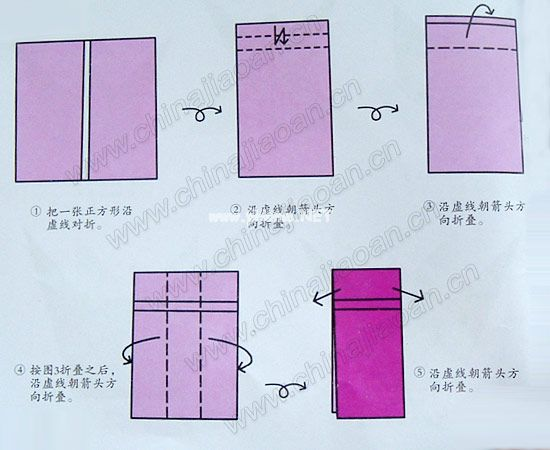 ① 把一张正方形沿
虚线对折。
② 沿虚线朝箭头方
向折叠。
③ 沿虚线朝箭头方
向折叠。
④ 按图3折叠之后，
沿虚线朝箭头方
向折叠。
⑤ 沿虚线朝箭头方
向折叠。
www.chinajiaoan.cn
www.chinajiaoan.cn
www.chinajiaoan.cn